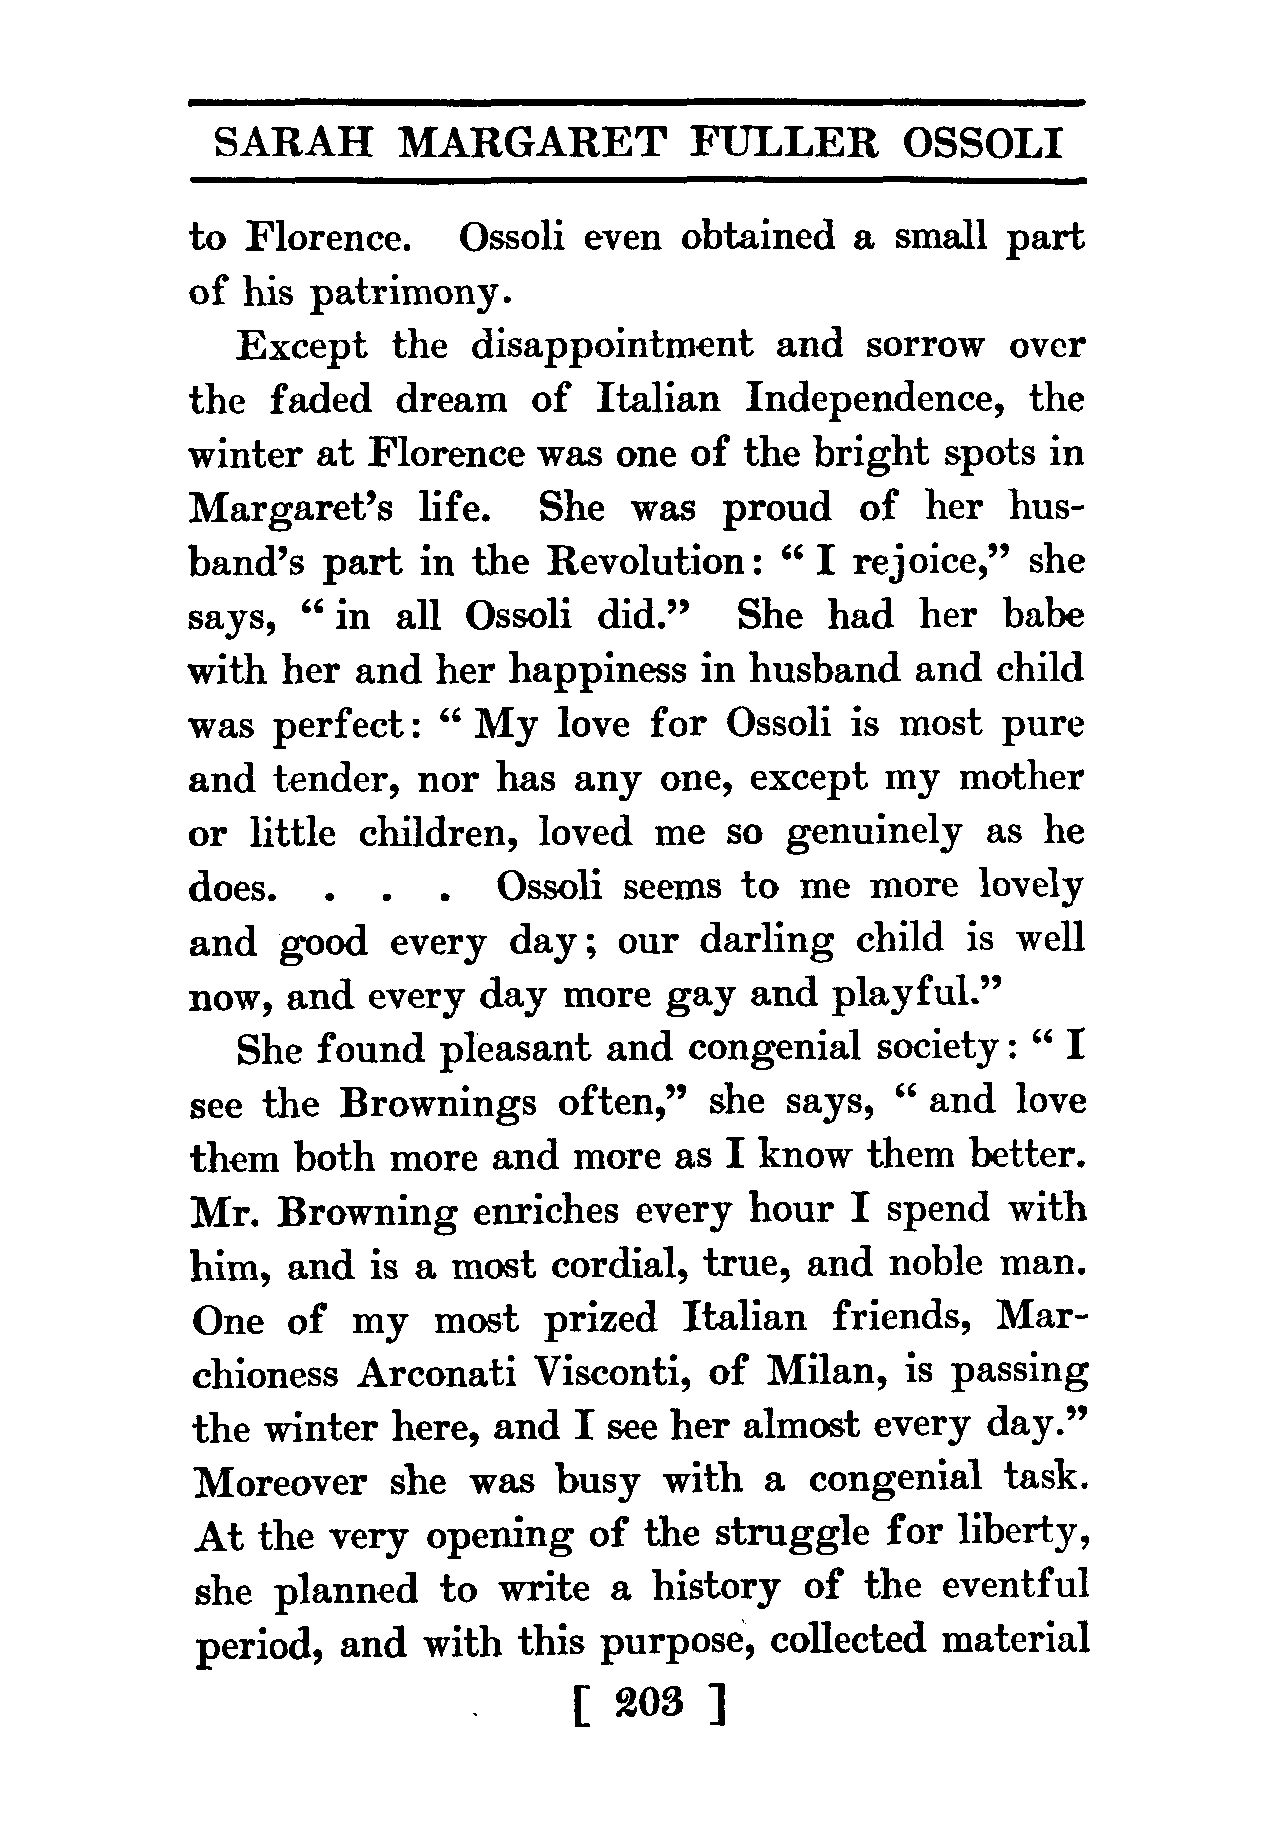 SARAH MARGARET FULLER OSSOLI
to Florence. Ossoli even obtained a small part
of his patrimony.
Except the disappointment and sorrow over
the faded dream of Italian Independence, the
winter at Florence was one of the bright spots in
Margaret's life. She was proud of her hus-
band's part in the Revolution: " I rejoice," she
says, " in all Ossoli did." She had her babe
with her and her happiness in husband and child
was perfect: " My love for Ossoli is most pure
and tender, nor has any one, except my mother
or little children, loved me so genuinely as he
does. . . . Ossoli seems to me more lovely
and good every day; our darling child is well
now, and every day more gay and playful."
She found pleasant and congenial society: " I
see the Brownings often," she says, " and love
them both more and more as I know them better.
Mr. Browning enriches every hour I spend with
him, and is a most cordial, true, and noble man.
One of my most prized Italian friends, Mar-
chioness Arconati Visconti, of Milan, is passing
the winter here, and I see her almost every day."
Moreover she was busy with a congenial task.
At the very opening of the struggle for liberty,
she planned to write a history of the eventful
period, and with this purpose, collected material
[ 203 ]